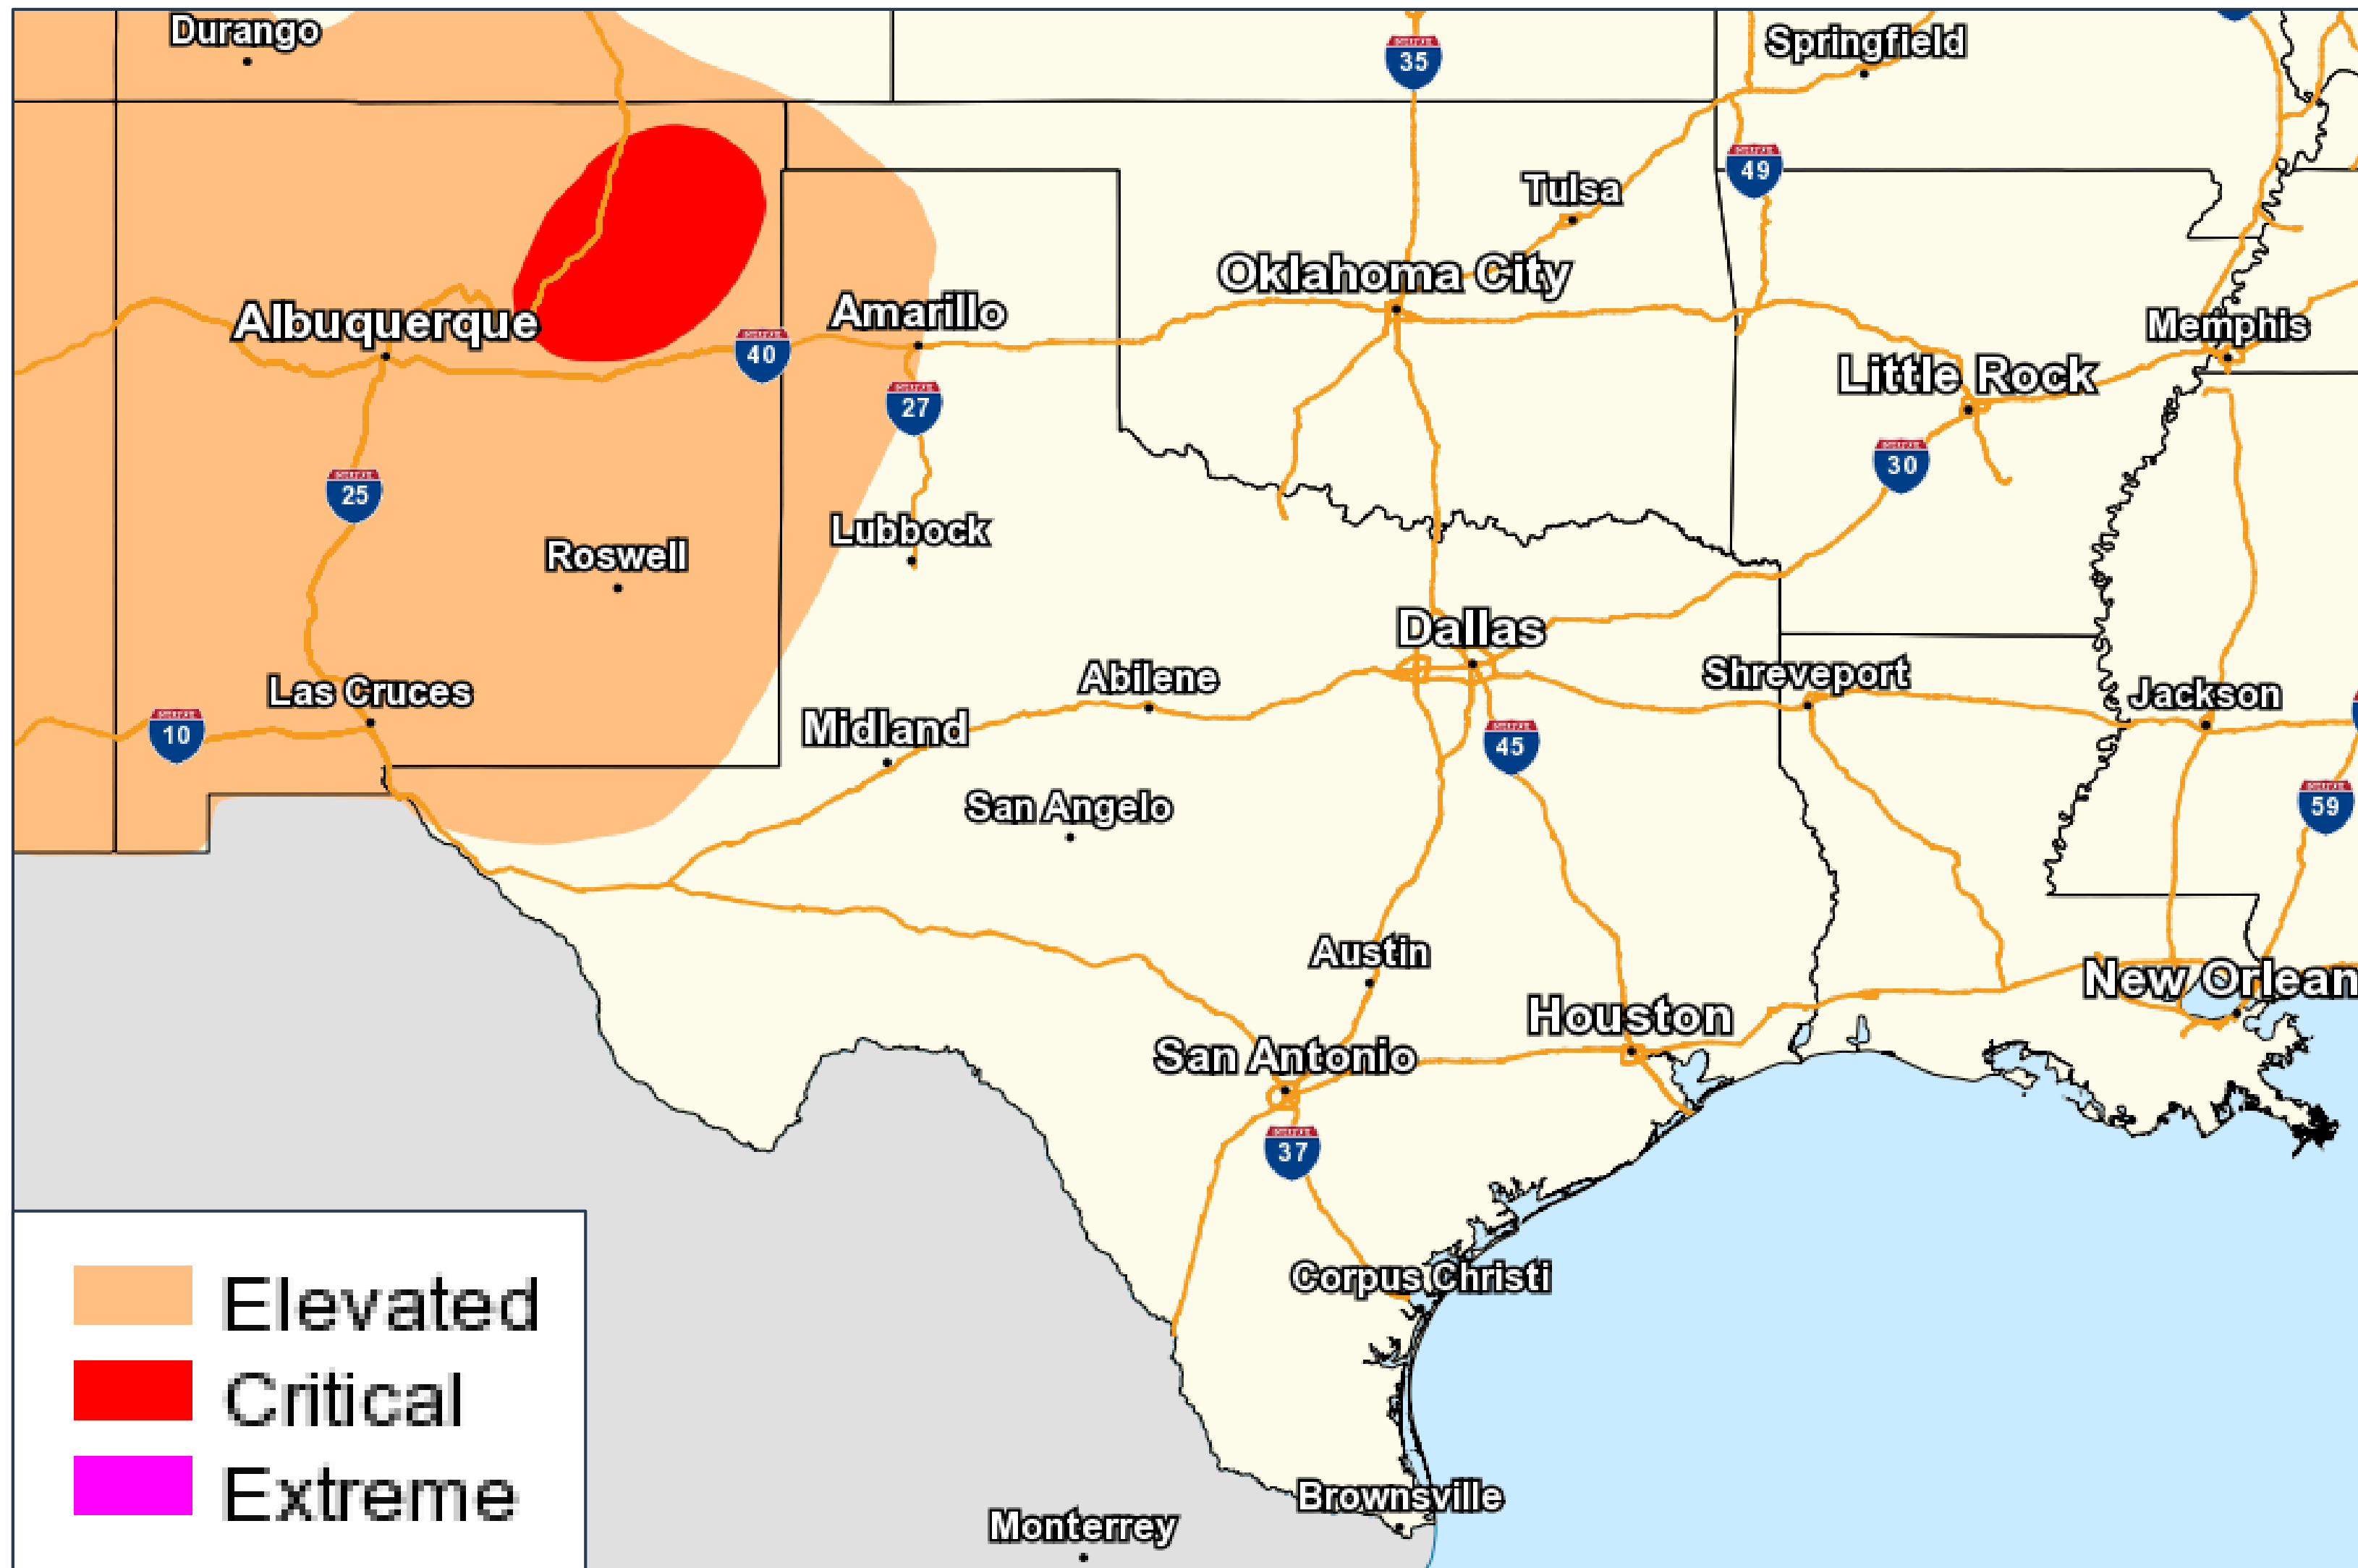 Durango
Springfield
35
49
Tulsa
Oklahoma City
Albuquerque
Amarillo
Memphis
40
Little Rock
27
30
25
Lubbock
Roswell
Dallas
Las Cruces
Abilene
Shreveport
Jackson
10
Midland
45
San Angelo
59
Austin
New Orlean
Houston
San Antonio
37
Corpus Christi
Elevated
Critical
Extreme
Brownsville
Monterrey